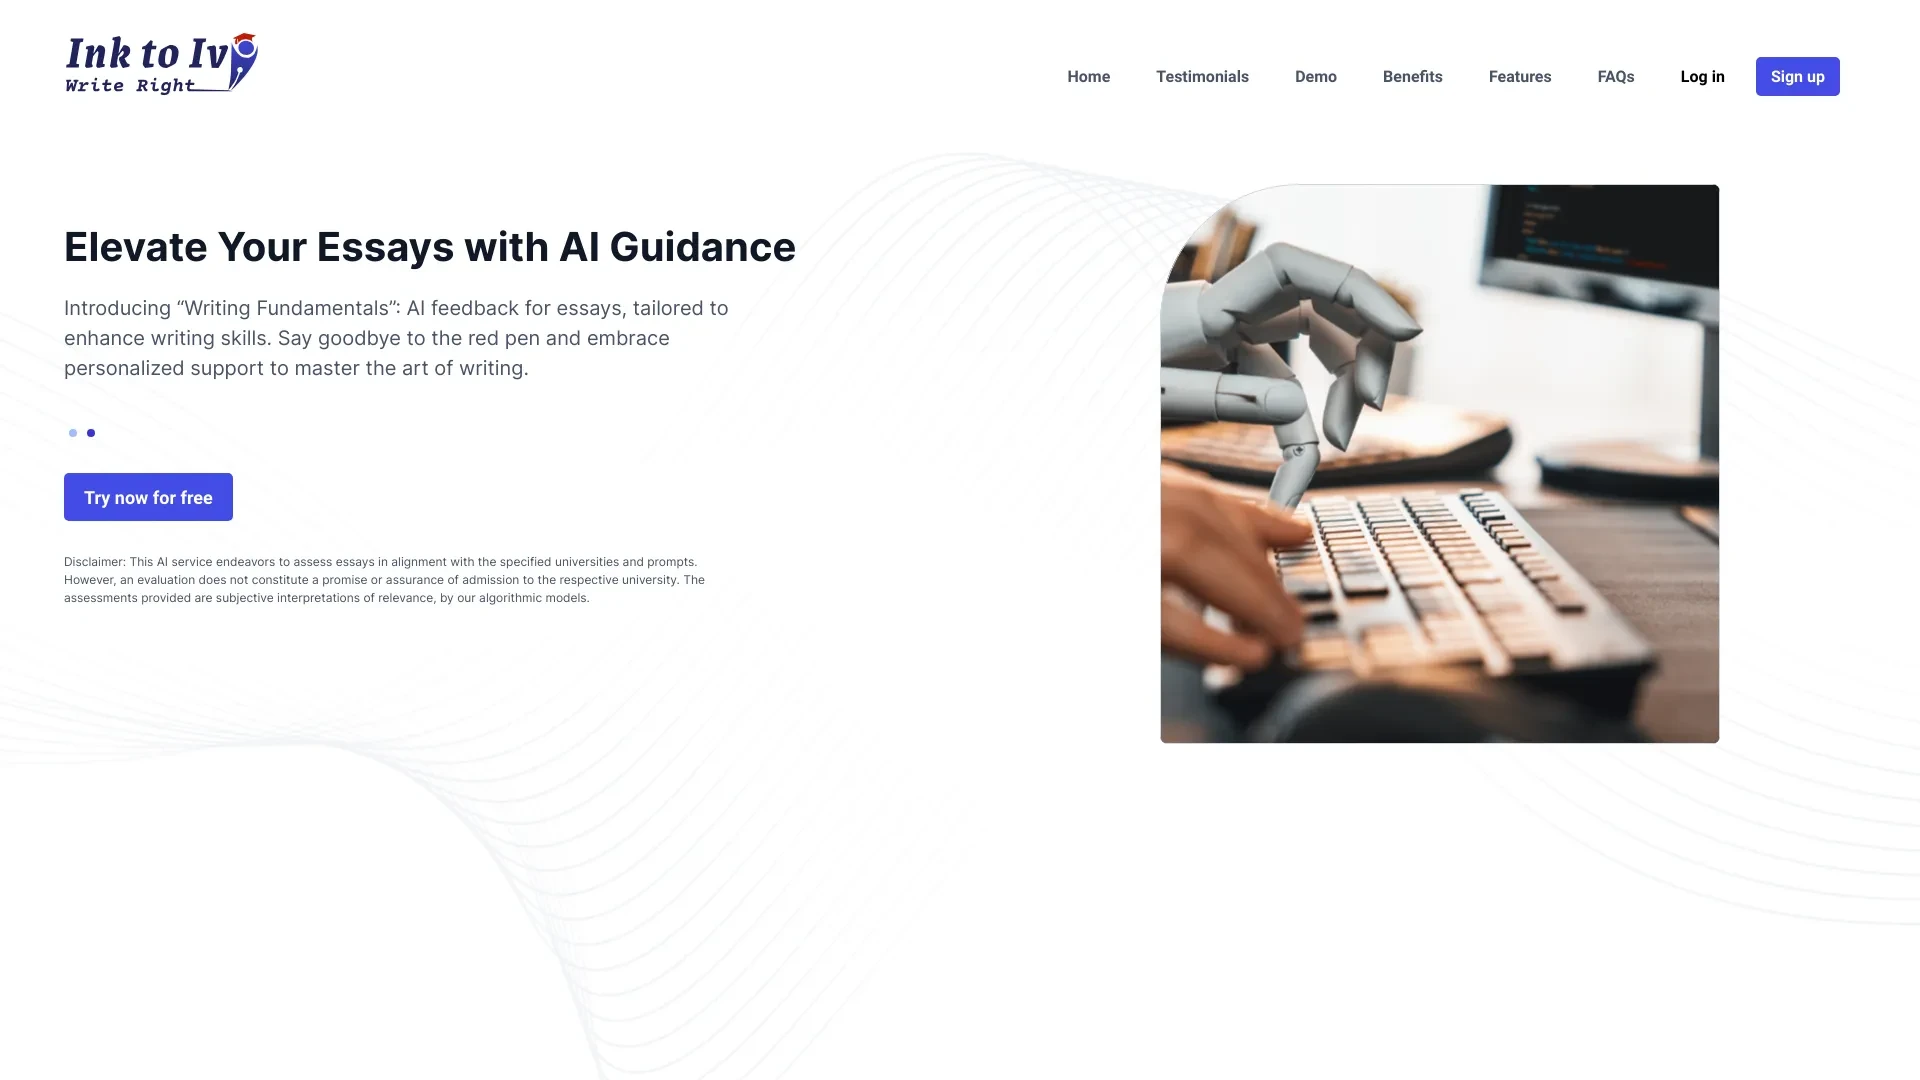 Ink to Ivy
Write Right
Home
Testimonials
Demo
Benefits
Features
FAQs
Log in
Sign up
Elevate Your Essays with AI Guidance
Introducing “Writing Fundamentals”: AI feedback for essays, tailored to
enhance writing skills. Say goodbye to the red pen and embrace
personalized support to master the art of writing.
Try now for free
Disclaimer: This AI service endeavors to assess essays in alignment with the specified universities and prompts.
However, an evaluation does not constitute a promise or assurance of admission to the respective university. The
assessments provided are subjective interpretations of relevance, by our algorithmic models.